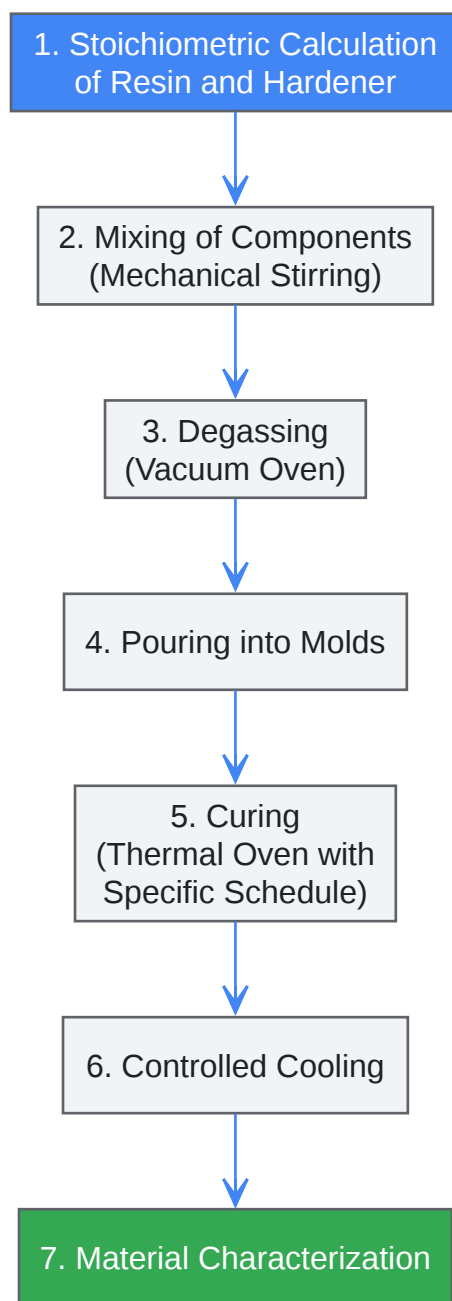 1. Stoichiometric Calculation
of Resin and Hardener
2. Mixing of Components
(Mechanical Stirring)
3. Degassing
(Vacuum Oven)
4. Pouring into Molds
5. Curing
(Thermal Oven with
Specific Schedule)
6. Controlled Cooling
7. Material Characterization